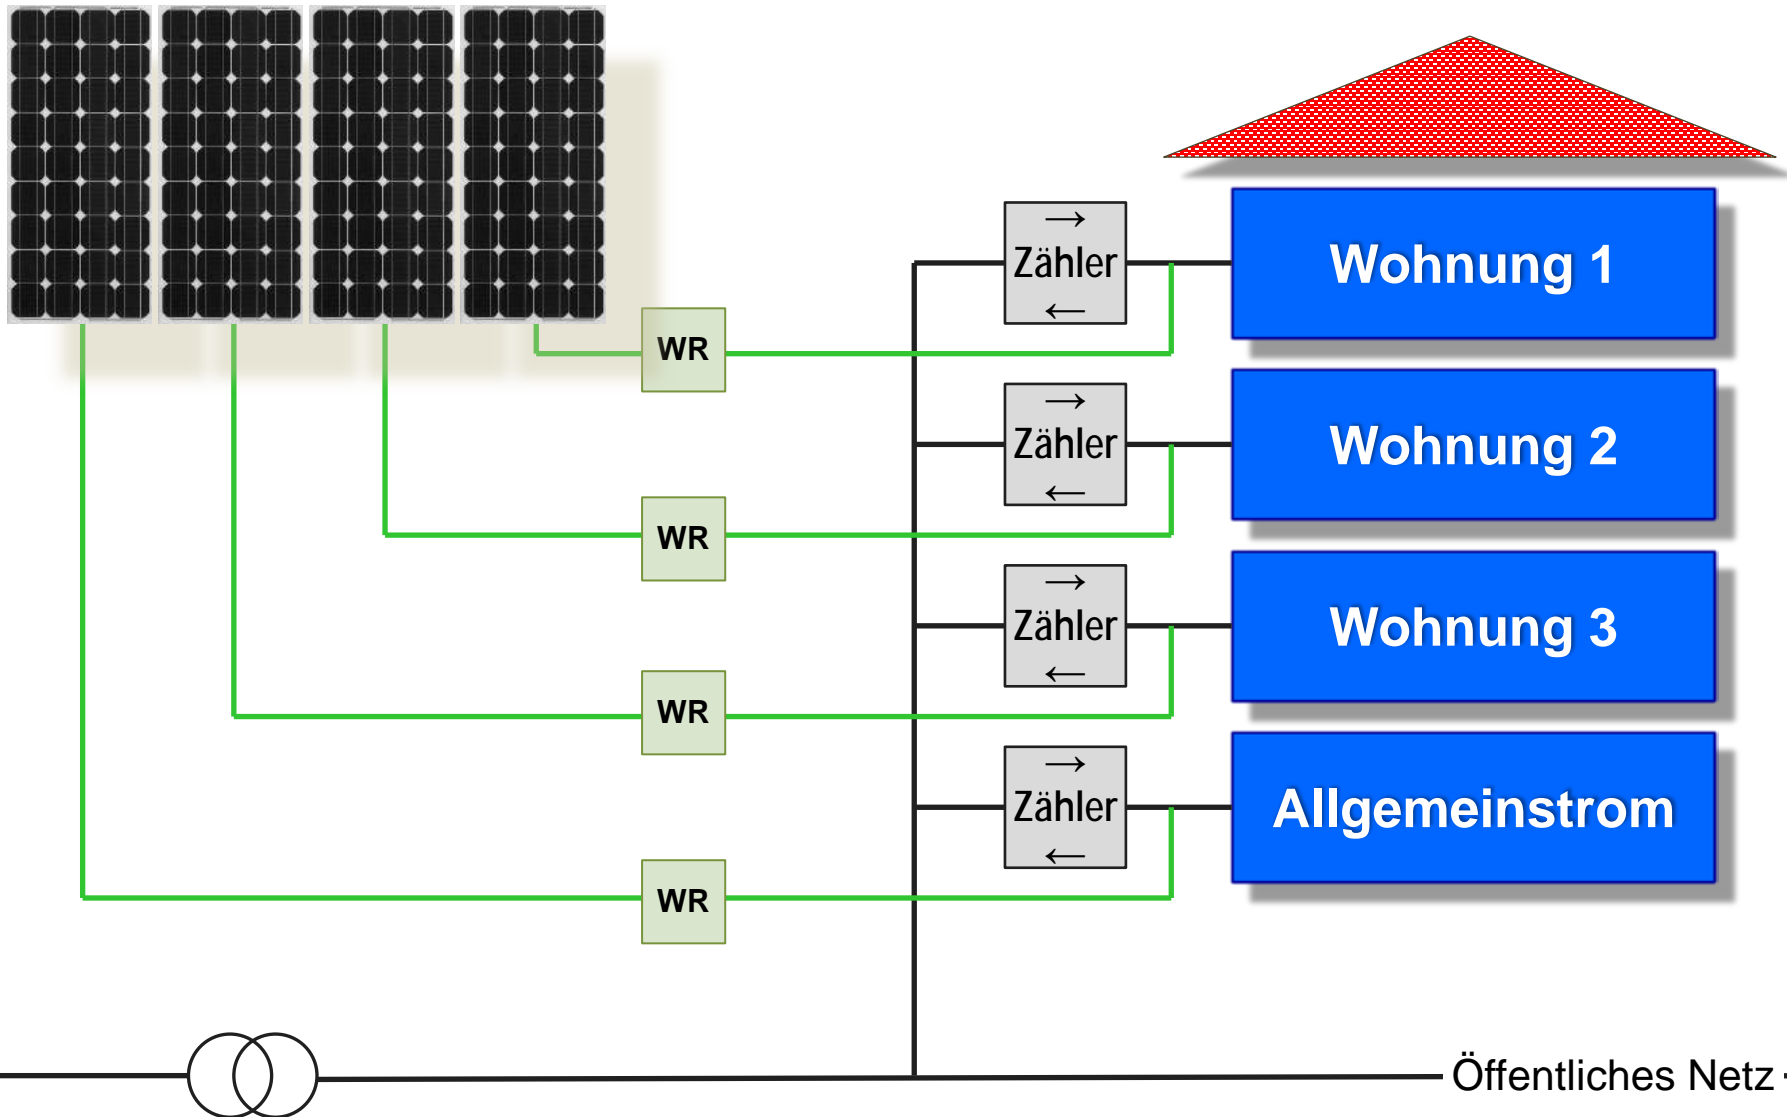 →
Zähler
←
Wohnung 1
WR
→
Zähler
←
Wohnung 2
WR
→
Zähler
←
Wohnung 3
WR
→
Zähler
←
Allgemeinstrom
WR
Öffentliches Netz